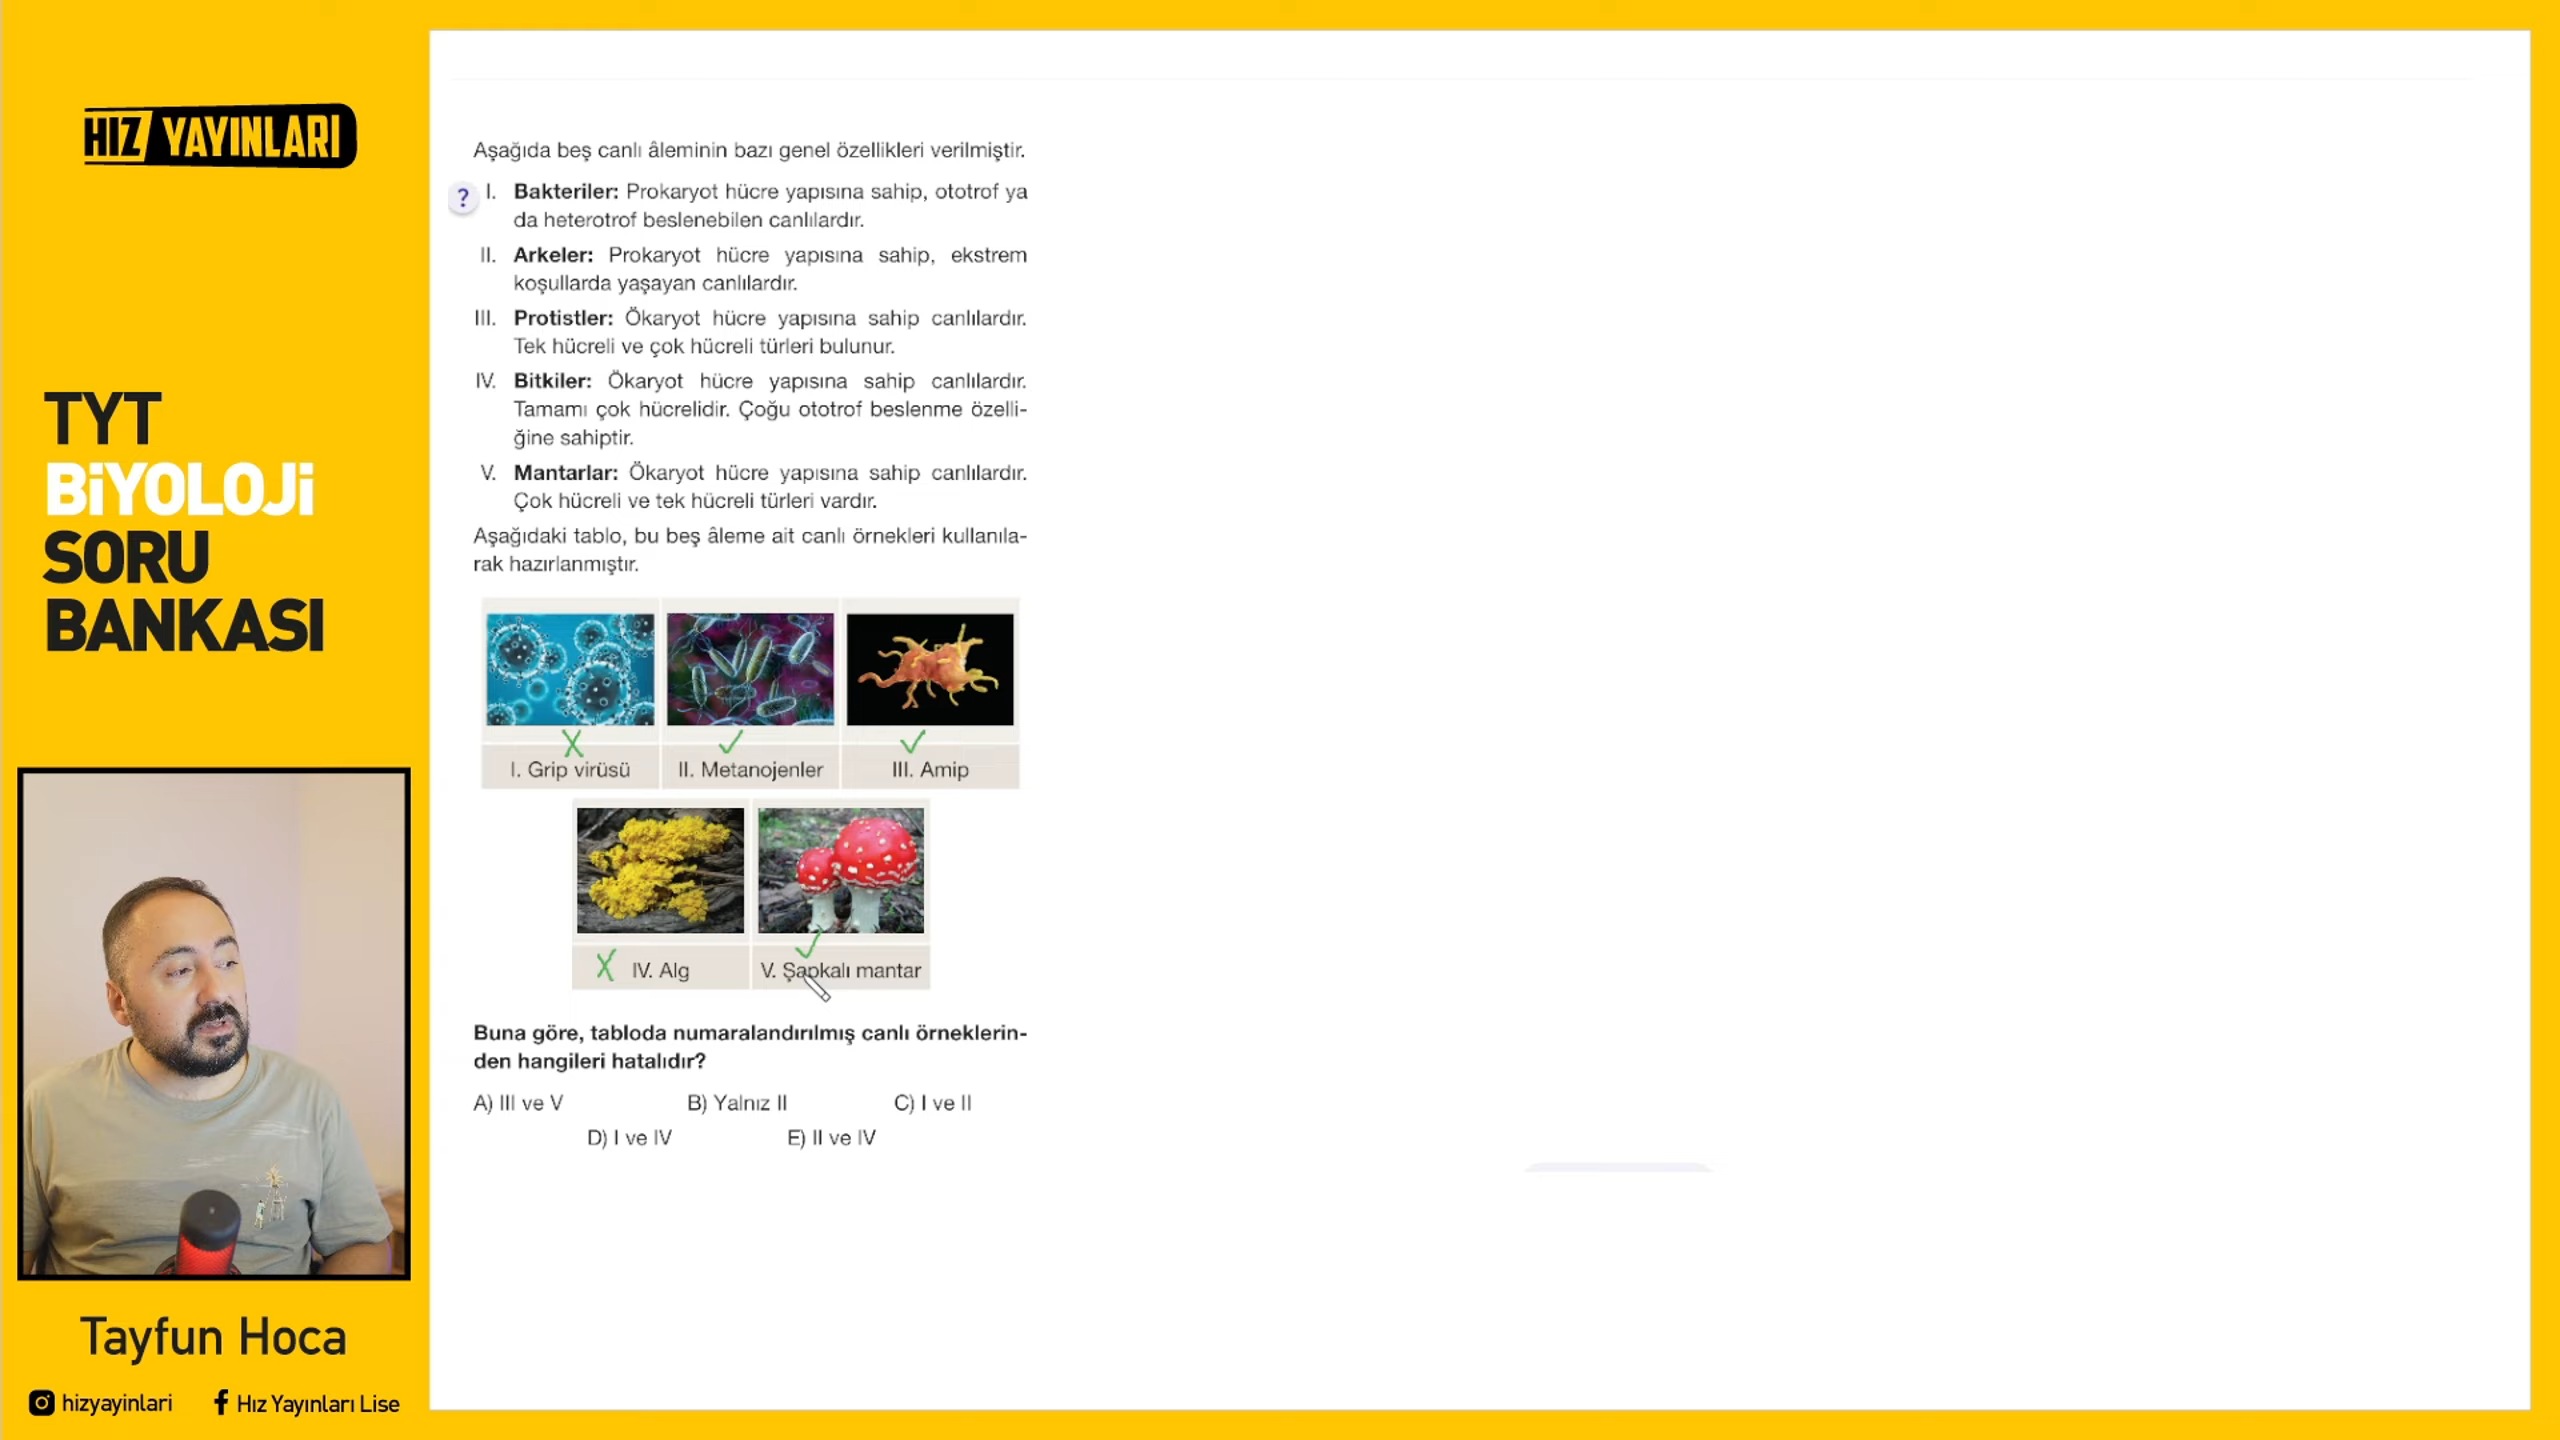 HIZ YAYINLARI
TYT
BiYOLOJi
SORU
BANKASI
Tayfun Hoca
hizyayinlari
Hız Yayınları Lise
Aşağıda beş canlı âleminin bazı genel özellikleri verilmiştir.
? I. Bakteriler: Prokaryot hücre yapısına sahip, ototrof ya
da heterotrof beslenebilen canlılardır.
II. Arkeler: Prokaryot hücre yapısına sahip, ekstrem
koşullarda yaşayan canlılardır.
III. Protistler: Ökaryot hücre yapısına sahip canlılardır.
Tek hücreli ve çok hücreli türleri bulunur.
IV. Bitkiler: Ökaryot hücre yapısına sahip canlılardır.
Tamamı çok hücrelidir. Çoğu ototrof beslenme özelli-
ğine sahiptir.
V. Mantarlar: Ökaryot hücre yapısına sahip canlılardır.
Çok hücreli ve tek hücreli türleri vardır.
Aşağıdaki tablo, bu beş âleme ait canlı örnekleri kullanıla-
rak hazırlanmıştır.
X ✓ ✓
I. Grip virüsü II. Metanojenler III. Amip
✓
X IV. Alg V. Şapkalı mantar
Buna göre, tabloda numaralandırılmış canlı örneklerin-
den hangileri hatalıdır?
A) III ve V B) Yalnız II C) I ve II
D) I ve IV E) II ve IV